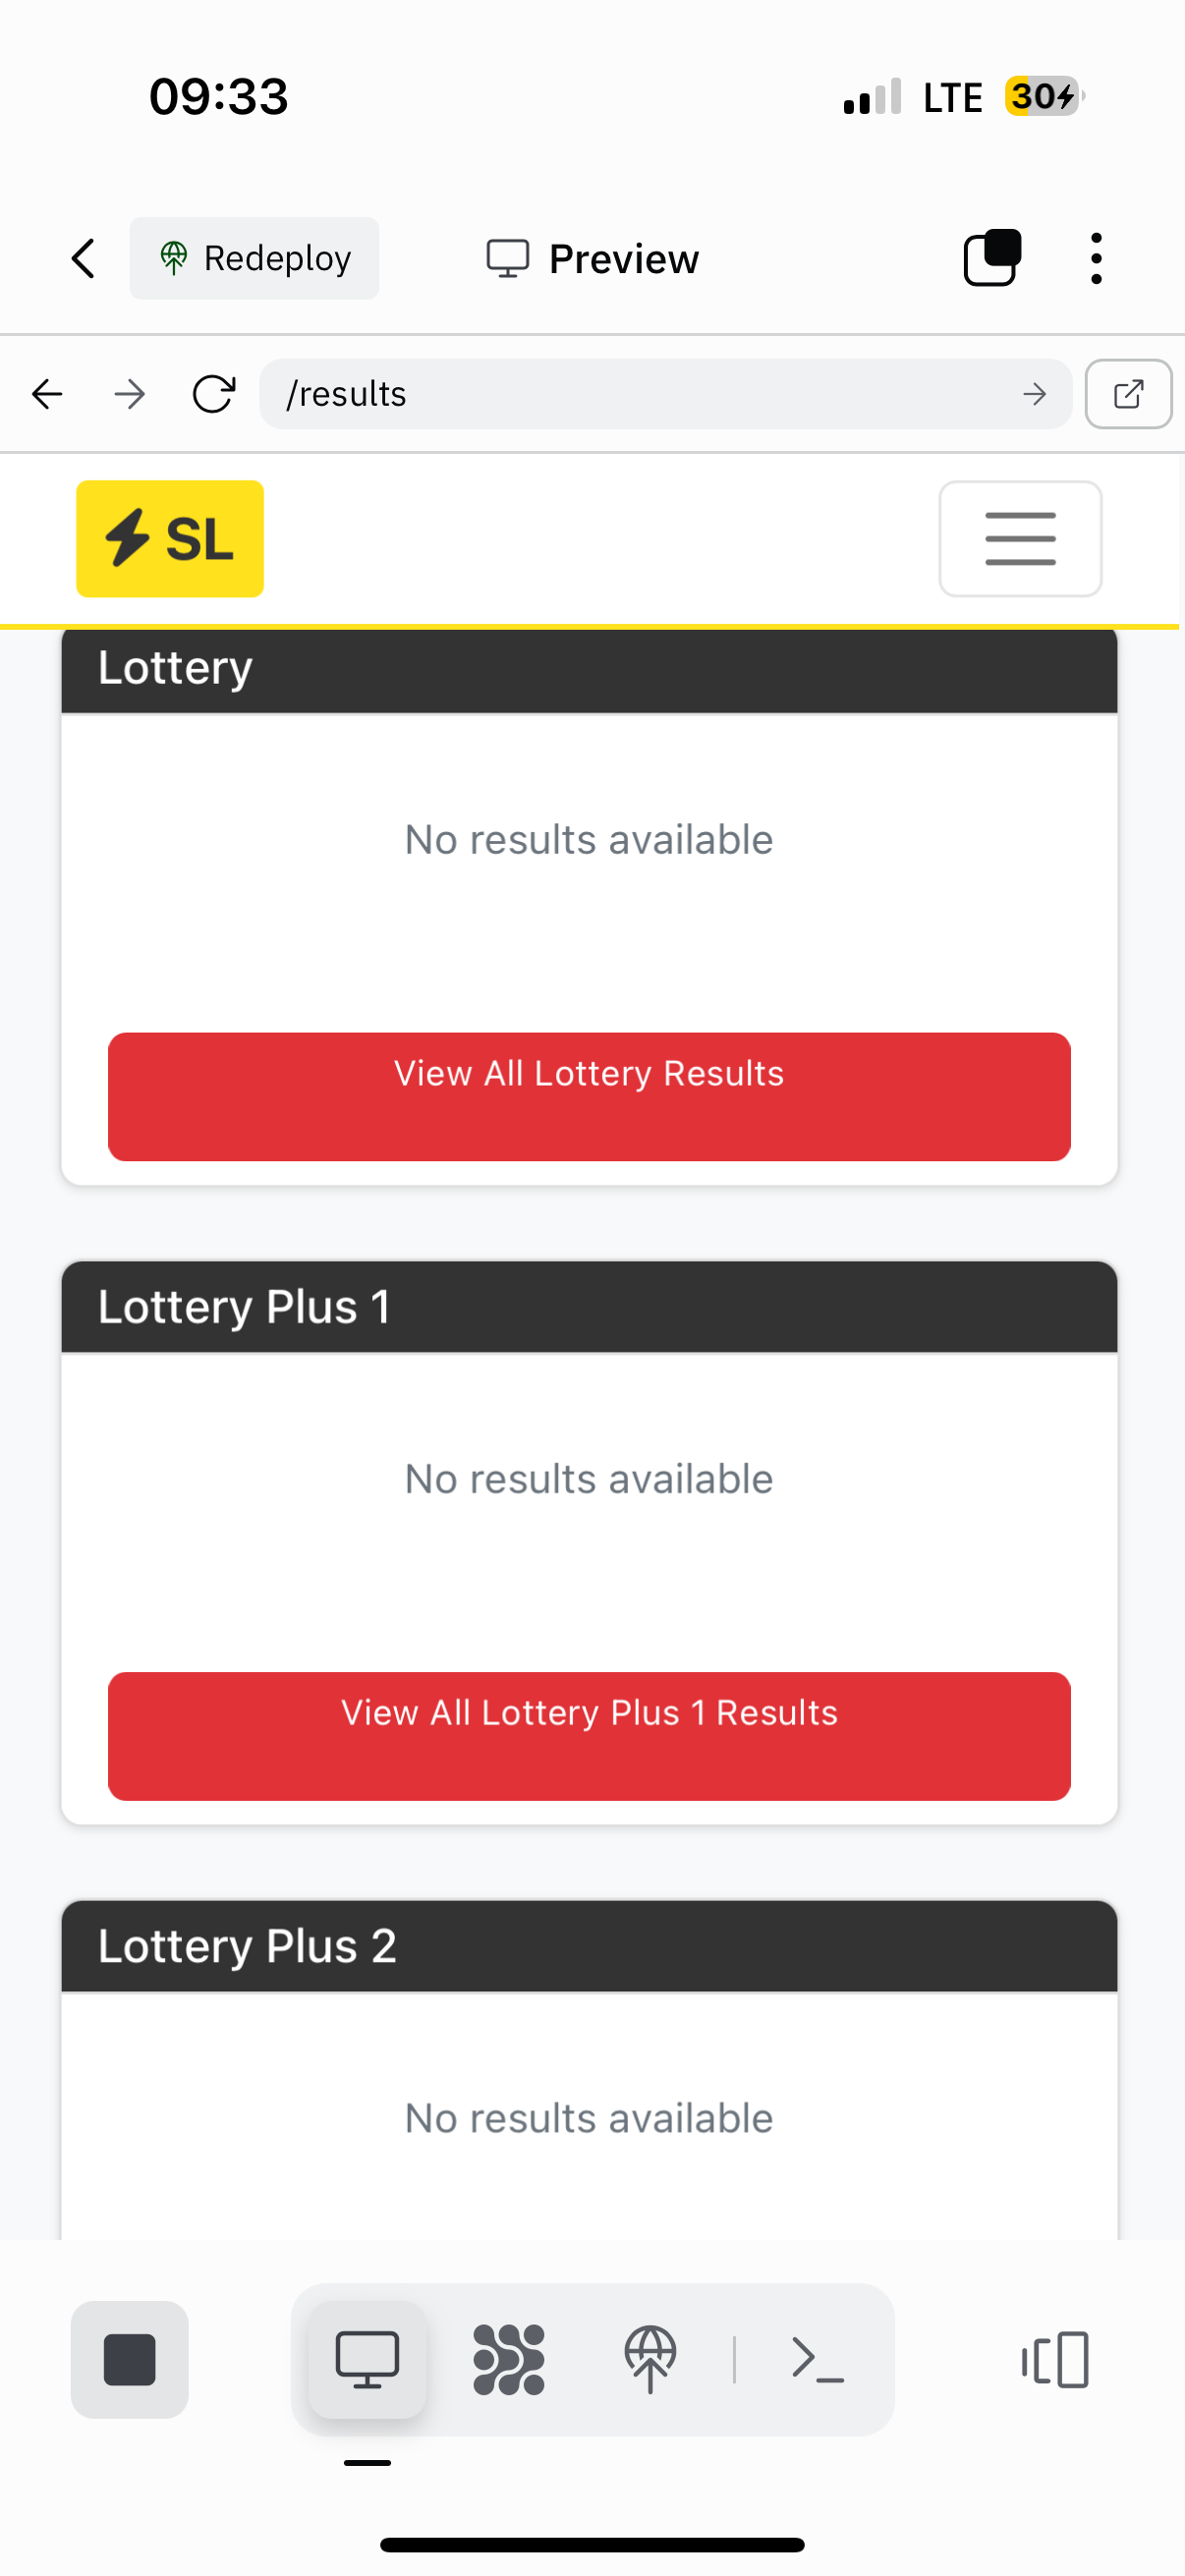 09:33
LTE
30
Redeploy
Preview
/results
SL
Lottery
No results available
View All Lottery Results
Lottery Plus 1
No results available
View All Lottery Plus 1 Results
Lottery Plus 2
No results available